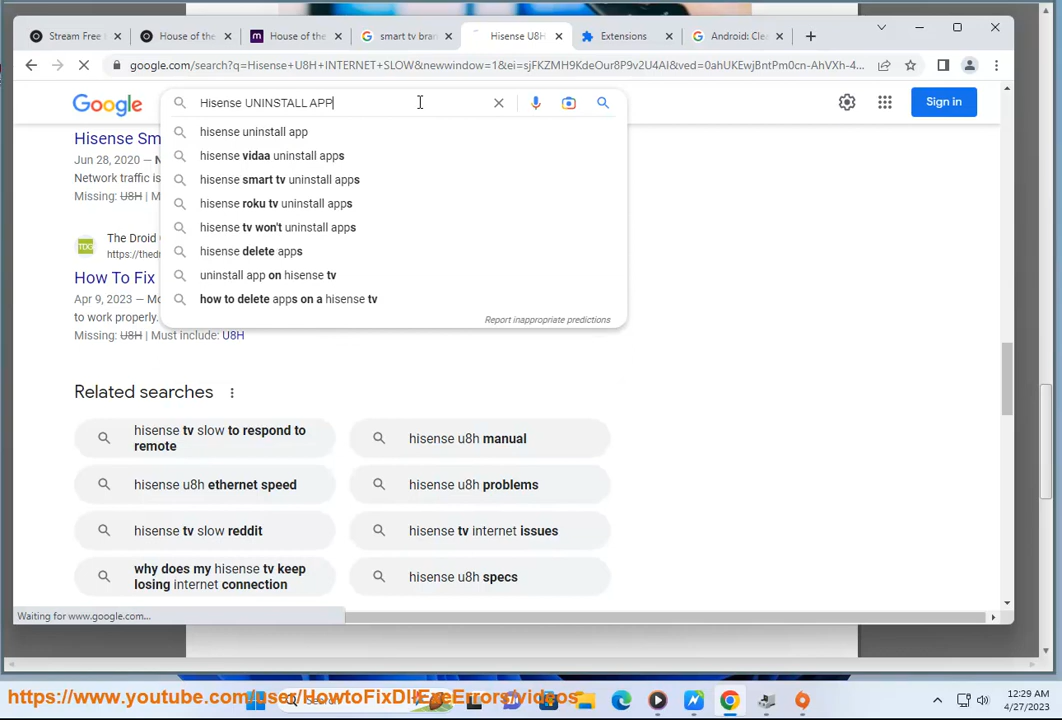 Stream Free
House of the
House of the
smart tv bran
Hisense U8H
Extensions
Android: Clea
google.com/search?q=Hisense+U8H+INTERNET+SLOW&newwindow=1&ei=sjFKZMH9KdeOur8P9v2U4AI&ved=0ahUKEwjBntPm0cn-AhVXh-4...
Google
Hisense UNINSTALL APP
Sign in
hisense uninstall app
hisense vidaa uninstall apps
hisense smart tv uninstall apps
hisense roku tv uninstall apps
hisense tv won't uninstall apps
hisense delete apps
uninstall app on hisense tv
how to delete apps on a hisense tv
Report inappropriate predictions
Hisense Sm
Jun 28, 2020 — N
Network traffic is
Missing: U8H | M
The Droid
https://thedr
How To Fix
Apr 9, 2023 — Mo
to work properly.
Missing: U8H | Must include: U8H
Related searches
hisense tv slow to respond to
remote
hisense u8h manual
hisense u8h ethernet speed
hisense u8h problems
hisense tv slow reddit
hisense tv internet issues
why does my hisense tv keep
losing internet connection
hisense u8h specs
Waiting for www.google.com...
https://www.youtube.com/user/HowtoFixDllExeErrors/videos
Search
12:29 AM
4/27/2023